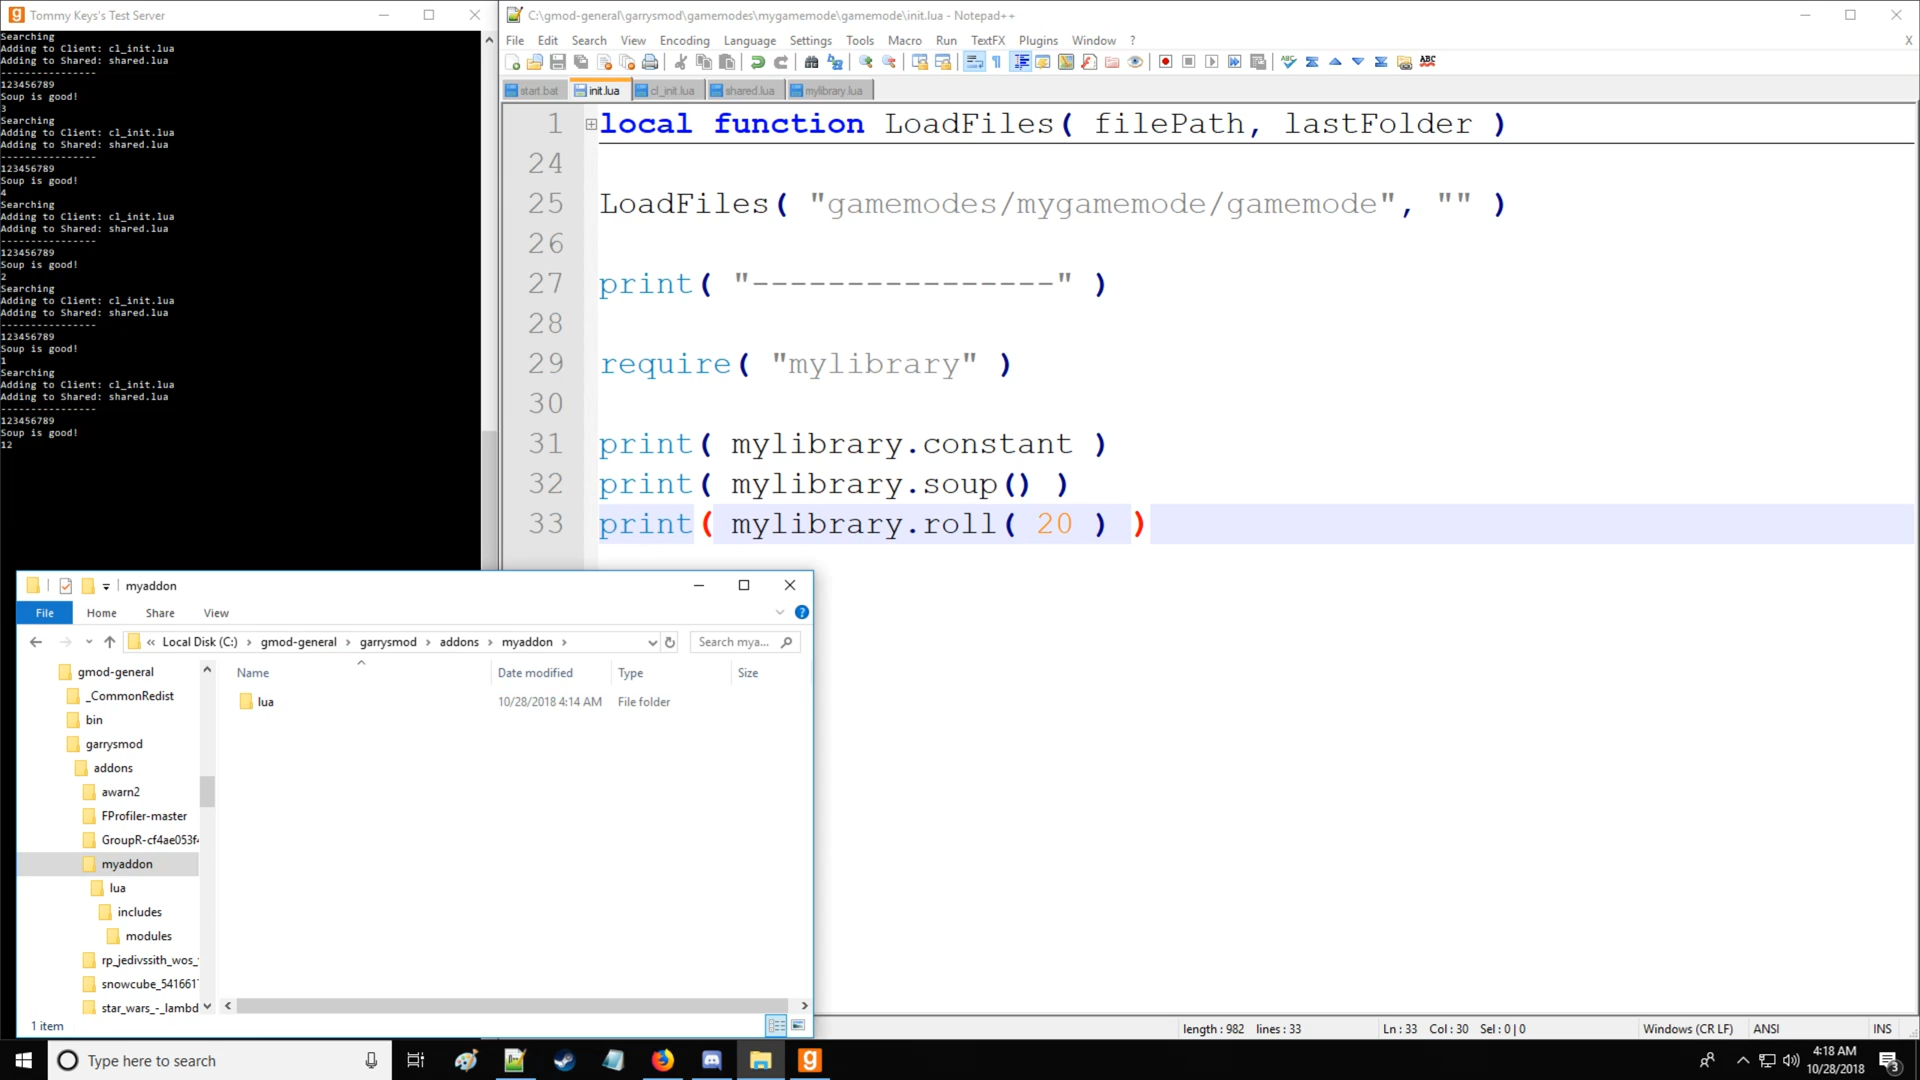 Tommy Keys's Test Server
Searching
Adding to Client: cl_init.lua
Adding to Shared: shared.lua
-----------------
123456789
Soup is good!
3
Searching
Adding to Client: cl_init.lua
Adding to Shared: shared.lua
-----------------
123456789
Soup is good!
4
Searching
Adding to Client: cl_init.lua
Adding to Shared: shared.lua
-----------------
123456789
Soup is good!
2
Searching
Adding to Client: cl_init.lua
Adding to Shared: shared.lua
-----------------
123456789
Soup is good!
1
Searching
Adding to Client: cl_init.lua
Adding to Shared: shared.lua
-----------------
123456789
Soup is good!
12
C:\gmod-general\garrysmod\gamemodes\mygamemode\gamemode\init.lua - Notepad++
File Edit Search View Encoding Language Settings Tools Macro Run TextFX Plugins Window ? X
start.bat init.lua cl_init.lua shared.lua mylibrary.lua
1 local function LoadFiles( filePath, lastFolder )
24
25 LoadFiles( "gamemodes/mygamemode/gamemode", "" )
26
27 print( "----------------" )
28
29 require( "mylibrary" )
30
31 print( mylibrary.constant )
32 print( mylibrary.soup() )
33 print( mylibrary.roll( 20 ) )
length : 982 lines : 33 Ln : 33 Col : 30 Sel : 0 | 0 Windows (CR LF) ANSI INS
myaddon
File Home Share View
« Local Disk (C:) › gmod-general › garrysmod › addons › myaddon › Search mya...
Name Date modified Type Size
lua 10/28/2018 4:14 AM File folder
gmod-general
_CommonRedist
bin
garrysmod
addons
awarn2
FProfiler-master
GroupR-cf4ae053f4
myaddon
lua
includes
modules
rp_jedivssith_wos_
snowcube_541661
star_wars_-_lambd
1 item
Type here to search
4:18 AM
10/28/2018
3